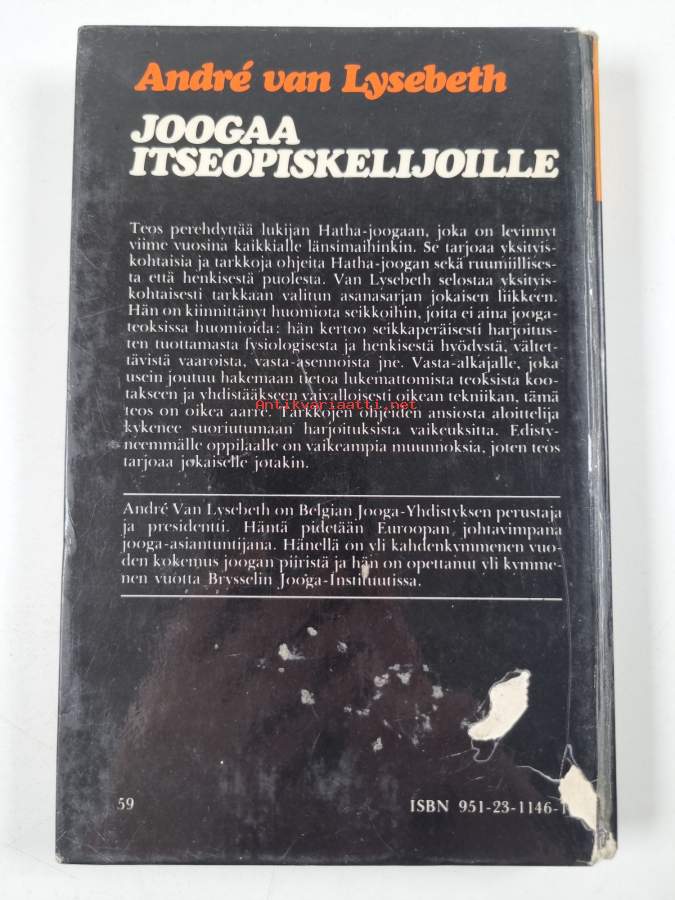 André van Lysebeth
JOOGAA
ITSEOPISKELIJOILLE
Teos perehdyttää lukijan Hatha-joogaan, joka on levinnyt
viime vuosina kaikkialle länsimaihinkin. Se tarjoaa yksityis-
kohtaisia ja tarkkoja ohjeita Hatha-joogan sekä ruumiillises-
ta että henkisestä puolesta. Van Lysebeth selostaa yksityis-
kohtaisesti tarkkaan valitun asanasarjan jokaisen liikkeen.
Hän on kiinnittänyt huomiota seikkoihin, joita ei aina jooga-
teoksissa huomioida: hän kertoo seikkaperäisesti harjoitus-
ten tuottamasta fysiologisesta ja henkisestä hyödystä, vältet-
tävistä vaaroista, vasta-asennoista jne. Vasta-alkajalle, joka
usein joutuu hakemaan tietoa lukemattomista teoksista koo-
takseen ja yhdistääkseen vaivalloisesti oikean tekniikan, tämä
teos on oikea aarre. Tarkkojen ohjeiden ansiosta aloittelija
Antikvariaatti.net
kykenee suoriutumaan harjoituksista vaikeuksitta. Edisty-
neemmälle oppilaalle on vaikeampia muunnoksia, joten teos
tarjoaa jokaiselle jotakin.
André Van Lysebeth on Belgian Jooga-Yhdistyksen perustaja
ja presidentti. Häntä pidetään Euroopan johtavimpana
jooga-asiantuntijana. Hänellä on yli kahdenkymmenen vuo-
den kokemus joogan piiristä ja hän on opettanut yli kymme-
nen vuotta Brysselin Jooga-Instituutissa.
59
ISBN 951-23-1146-1